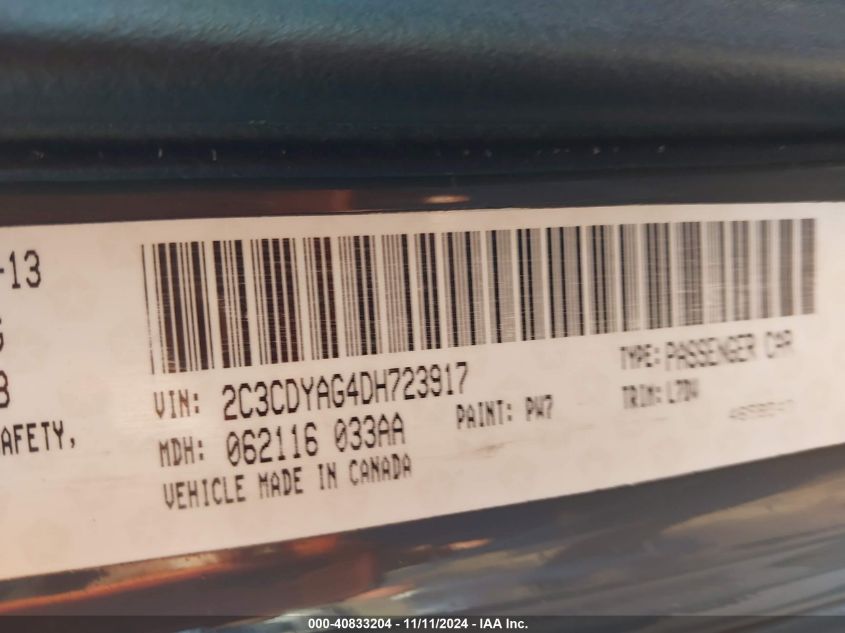 -13
AFETY,
VIN: 2C3CDYAG4DH723917
TYPE: PASSENGER CAR
MDH: 062116 033AA
PAINT: PW7
TRIM: L7DV
VEHICLE MADE IN CANADA
000-40833204 - 11/11/2024 - IAA Inc.